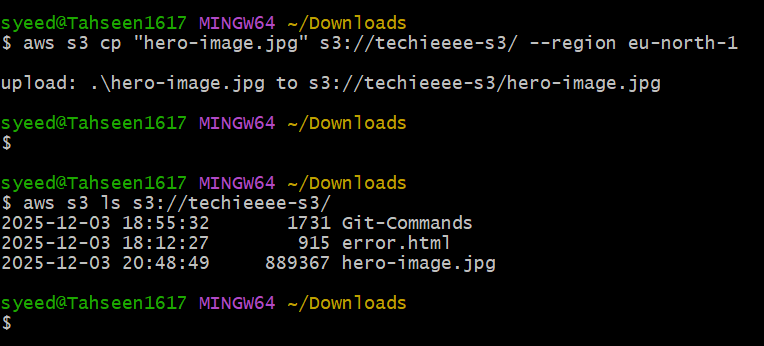 syeed@Tahseen1617 MINGW64 ~/Downloads
$ aws s3 cp "hero-image.jpg" s3://techieeee-s3/ --region eu-north-1
upload: .\hero-image.jpg to s3://techieeee-s3/hero-image.jpg
syeed@Tahseen1617 MINGW64 ~/Downloads
$
syeed@Tahseen1617 MINGW64 ~/Downloads
$ aws s3 ls s3://techieeee-s3/
2025-12-03 18:55:32       1731 Git-Commands
2025-12-03 18:12:27        915 error.html
2025-12-03 20:48:49     889367 hero-image.jpg
syeed@Tahseen1617 MINGW64 ~/Downloads
$